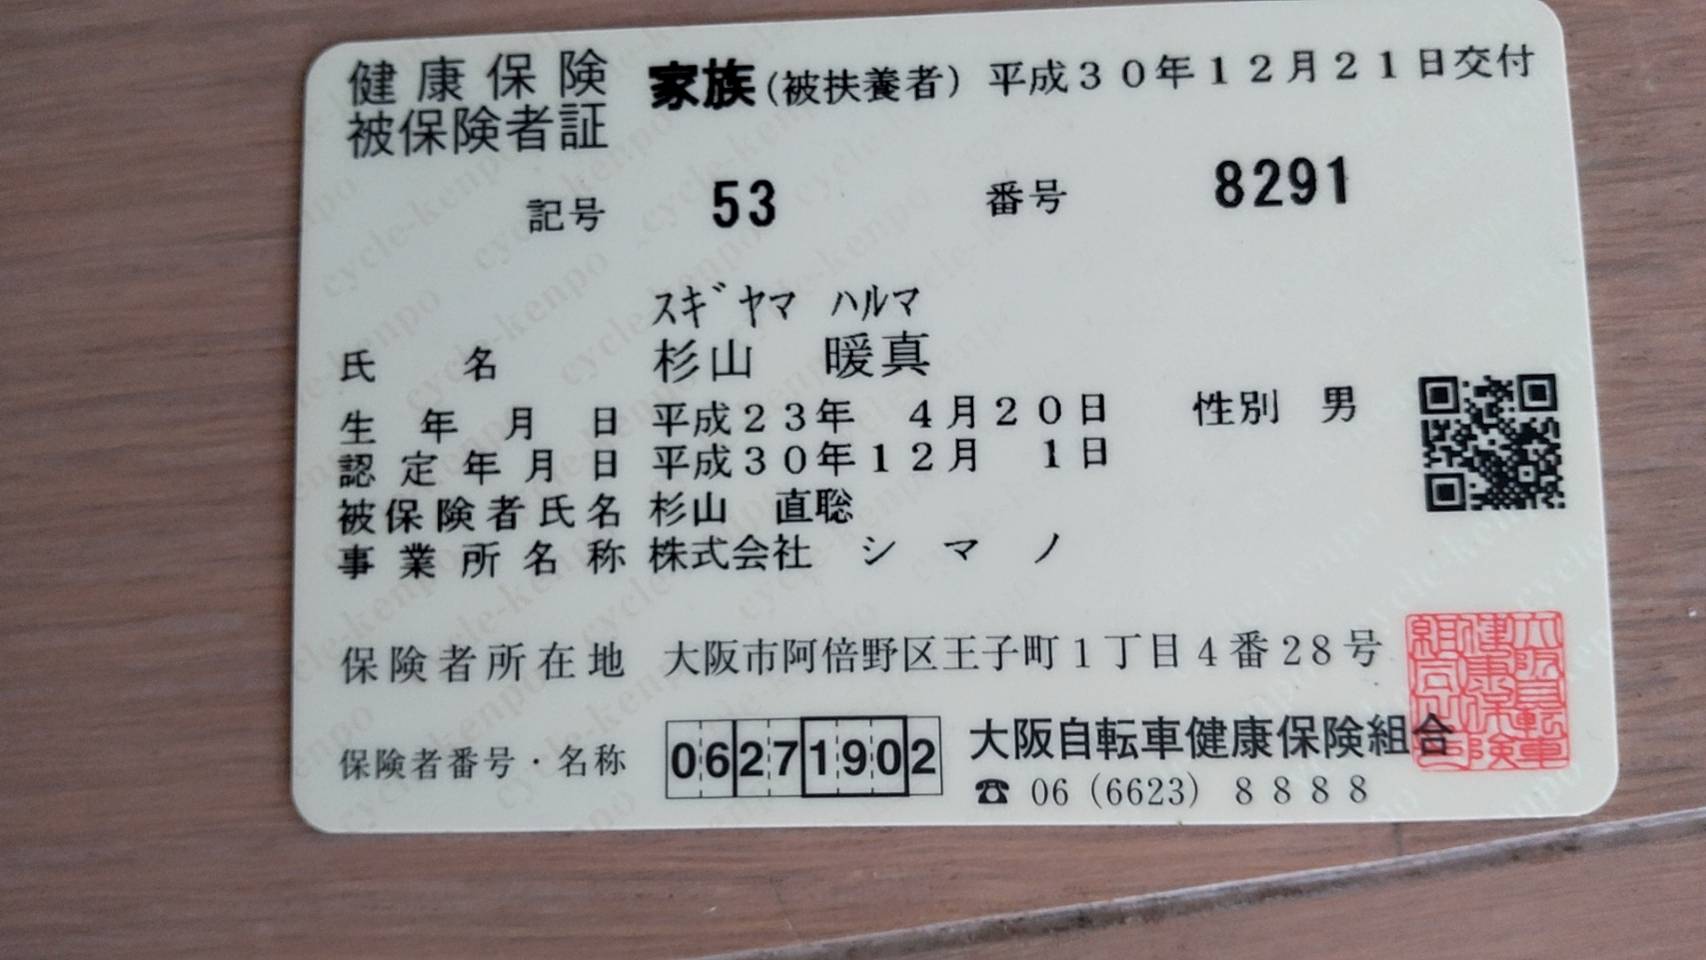 健康保険 家族(被扶養者) 平成30年12月21日交付
被保険者証
記号 53 番号 8291
スギヤマ ハルマ
氏名 杉山 暖真
生年月日 平成23年 4月20日 性別 男
認定年月日 平成30年12月 1日
被保険者氏名 杉山 直聡
事業所名称 株式会社 シマノ
保険者所在地 大阪市阿倍野区王子町1丁目4番28号
保険者番号・名称 06271902 大阪自転車健康保険組合
☎ 06 (6623) 8888